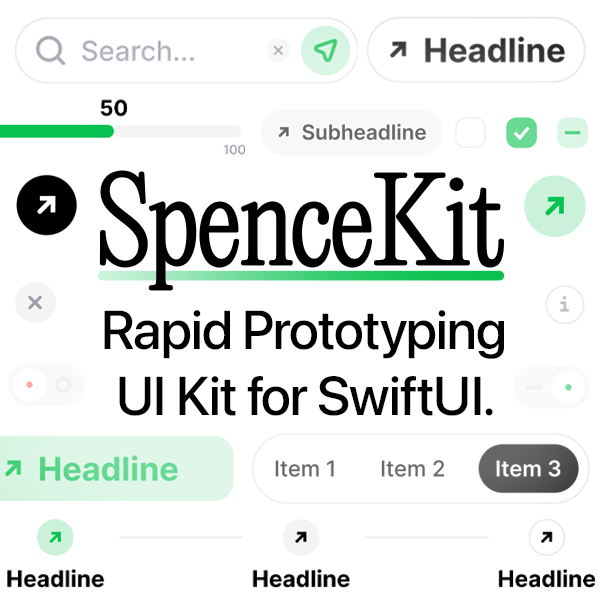 Search...
Headline
50
100
Subheadline
SpenceKit
Rapid Prototyping
UI Kit for SwiftUI.
Headline
Item 1 Item 2 Item 3
Headline Headline Headline